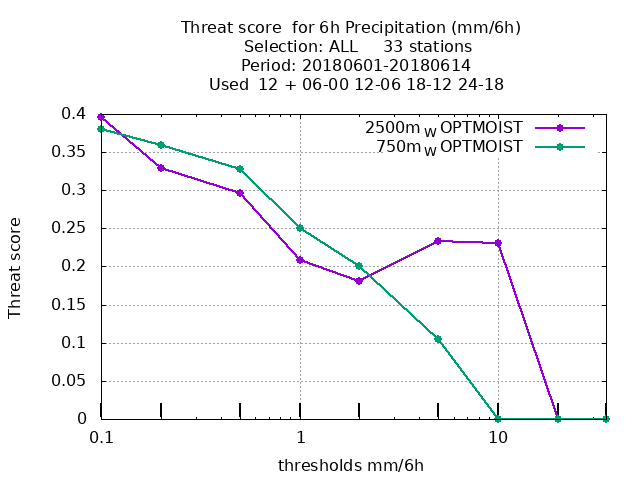 Threat score  for 6h Precipitation (mm/6h)
Selection: ALL     33 stations
Period: 20180601-20180614
Used  12 + 06-00 12-06 18-12 24-18
2500m W OPTMOIST
750m W OPTMOIST
0.4
0.35
0.3
0.25
0.2
0.15
0.1
0.05
0
Threat score
0.1 1 10
thresholds mm/6h